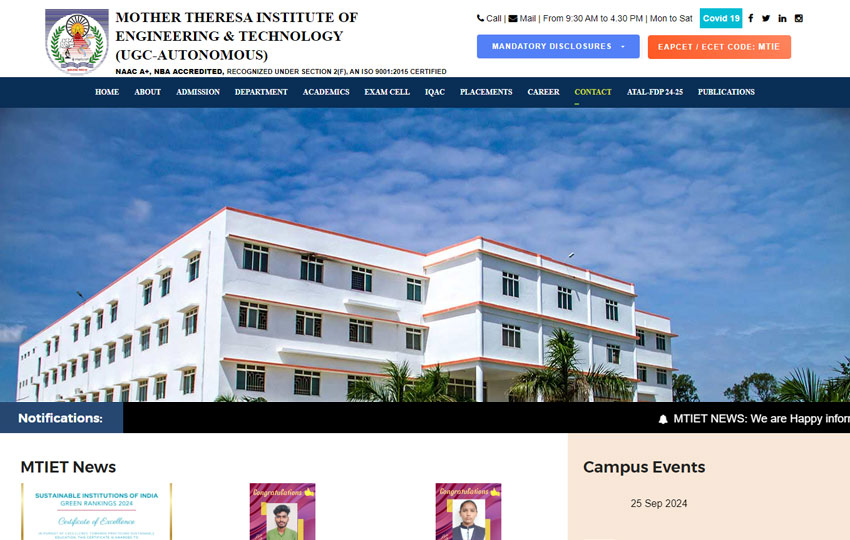 MOTHER THERESA INSTITUTE OF
ENGINEERING & TECHNOLOGY
(UGC-AUTONOMOUS)
NAAC A+, NBA ACCREDITED, RECOGNIZED UNDER SECTION 2(F), AN ISO 9001:2015 CERTIFIED
Call | Mail | From 9:30 AM to 4.30 PM | Mon to Sat
Covid 19
MANDATORY DISCLOSURES
EAPCET / ECET CODE: MTIE
HOME ABOUT ADMISSION DEPARTMENT ACADEMICS EXAM CELL IQAC PLACEMENTS CAREER CONTACT ATAL-FDP 24-25 PUBLICATIONS
Notifications:
MTIET NEWS: We are Happy inforr
MTIET News
SUSTAINABLE INSTITUTIONS OF INDIA
GREEN RANKINGS 2024
Certificate of Excellence
Congratulations
Congratulations
Campus Events
25 Sep 2024